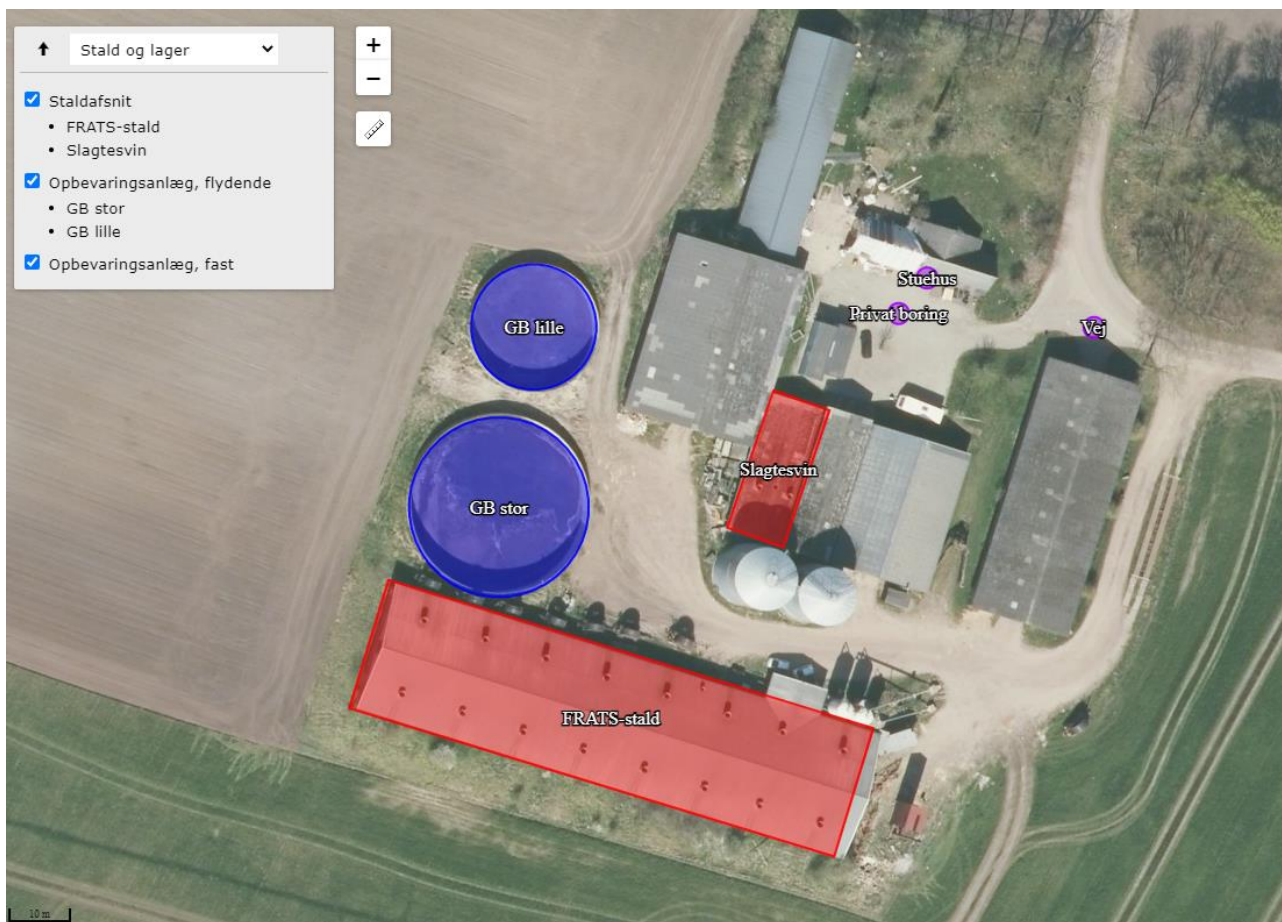 Stald og lager
Staldafsnit
• FRATS-stald
• Slagtesvin
Opbevaringsanlæg, flydende
• GB stor
• GB lille
Opbevaringsanlæg, fast
+
−
GB lille
GB stor
Stuehus
Privat boring
Vej
Slagtesvin
FRATS-stald
10 m